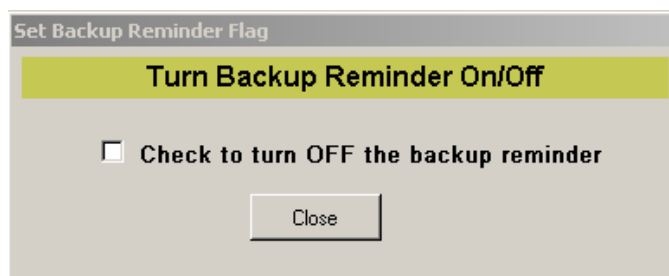 Set Backup Reminder Flag
Turn Backup Reminder On/Off
Check to turn OFF the backup reminder
Close